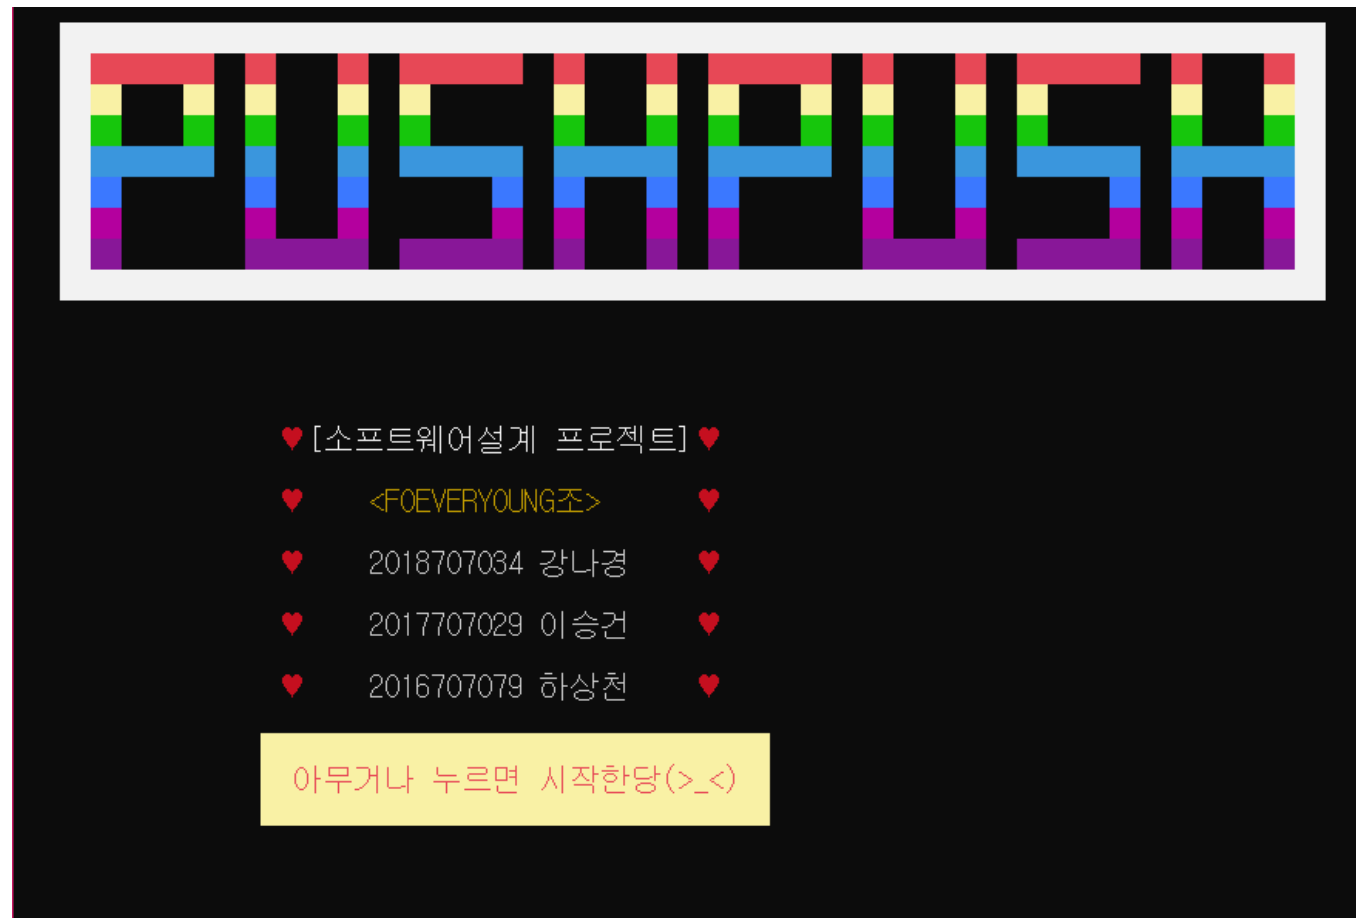 PUSHPUSH
♥[소프트웨어설계 프로젝트]♥
♥ <FOEVERYOUNG조> ♥
♥ 2018707034 강나경 ♥
♥ 2017707029 이승건 ♥
♥ 2016707079 하상천 ♥
아무거나 누르면 시작한당(>_<)